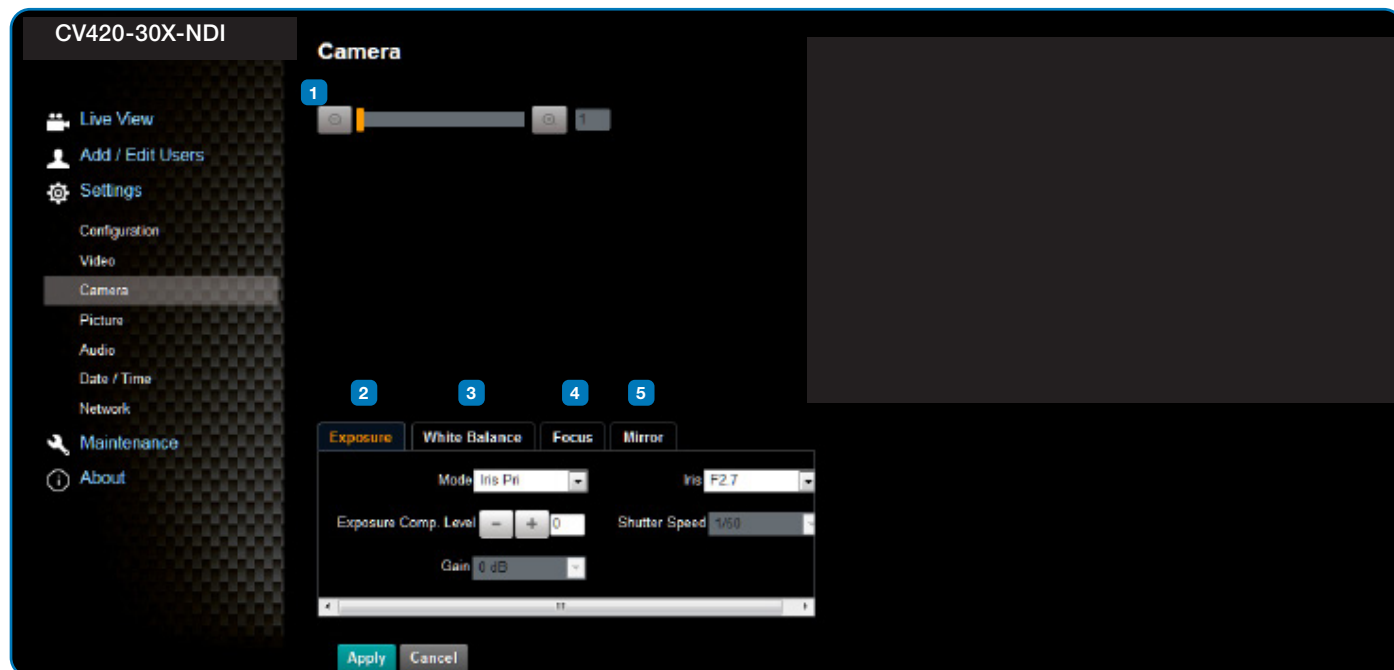 CV420-30X-NDI
Camera
1
1
Live View
Add / Edit Users
Settings
Configuration
Video
Camera
Picture
Audio
Date / Time
Network
Maintenance
About
2
3
4
5
Exposure
White Balance
Focus
Mirror
Mode Iris Pri
Iris F2.7
Exposure Comp. Level - + 0
Shutter Speed 1/60
Gain 0 dB
Apply
Cancel